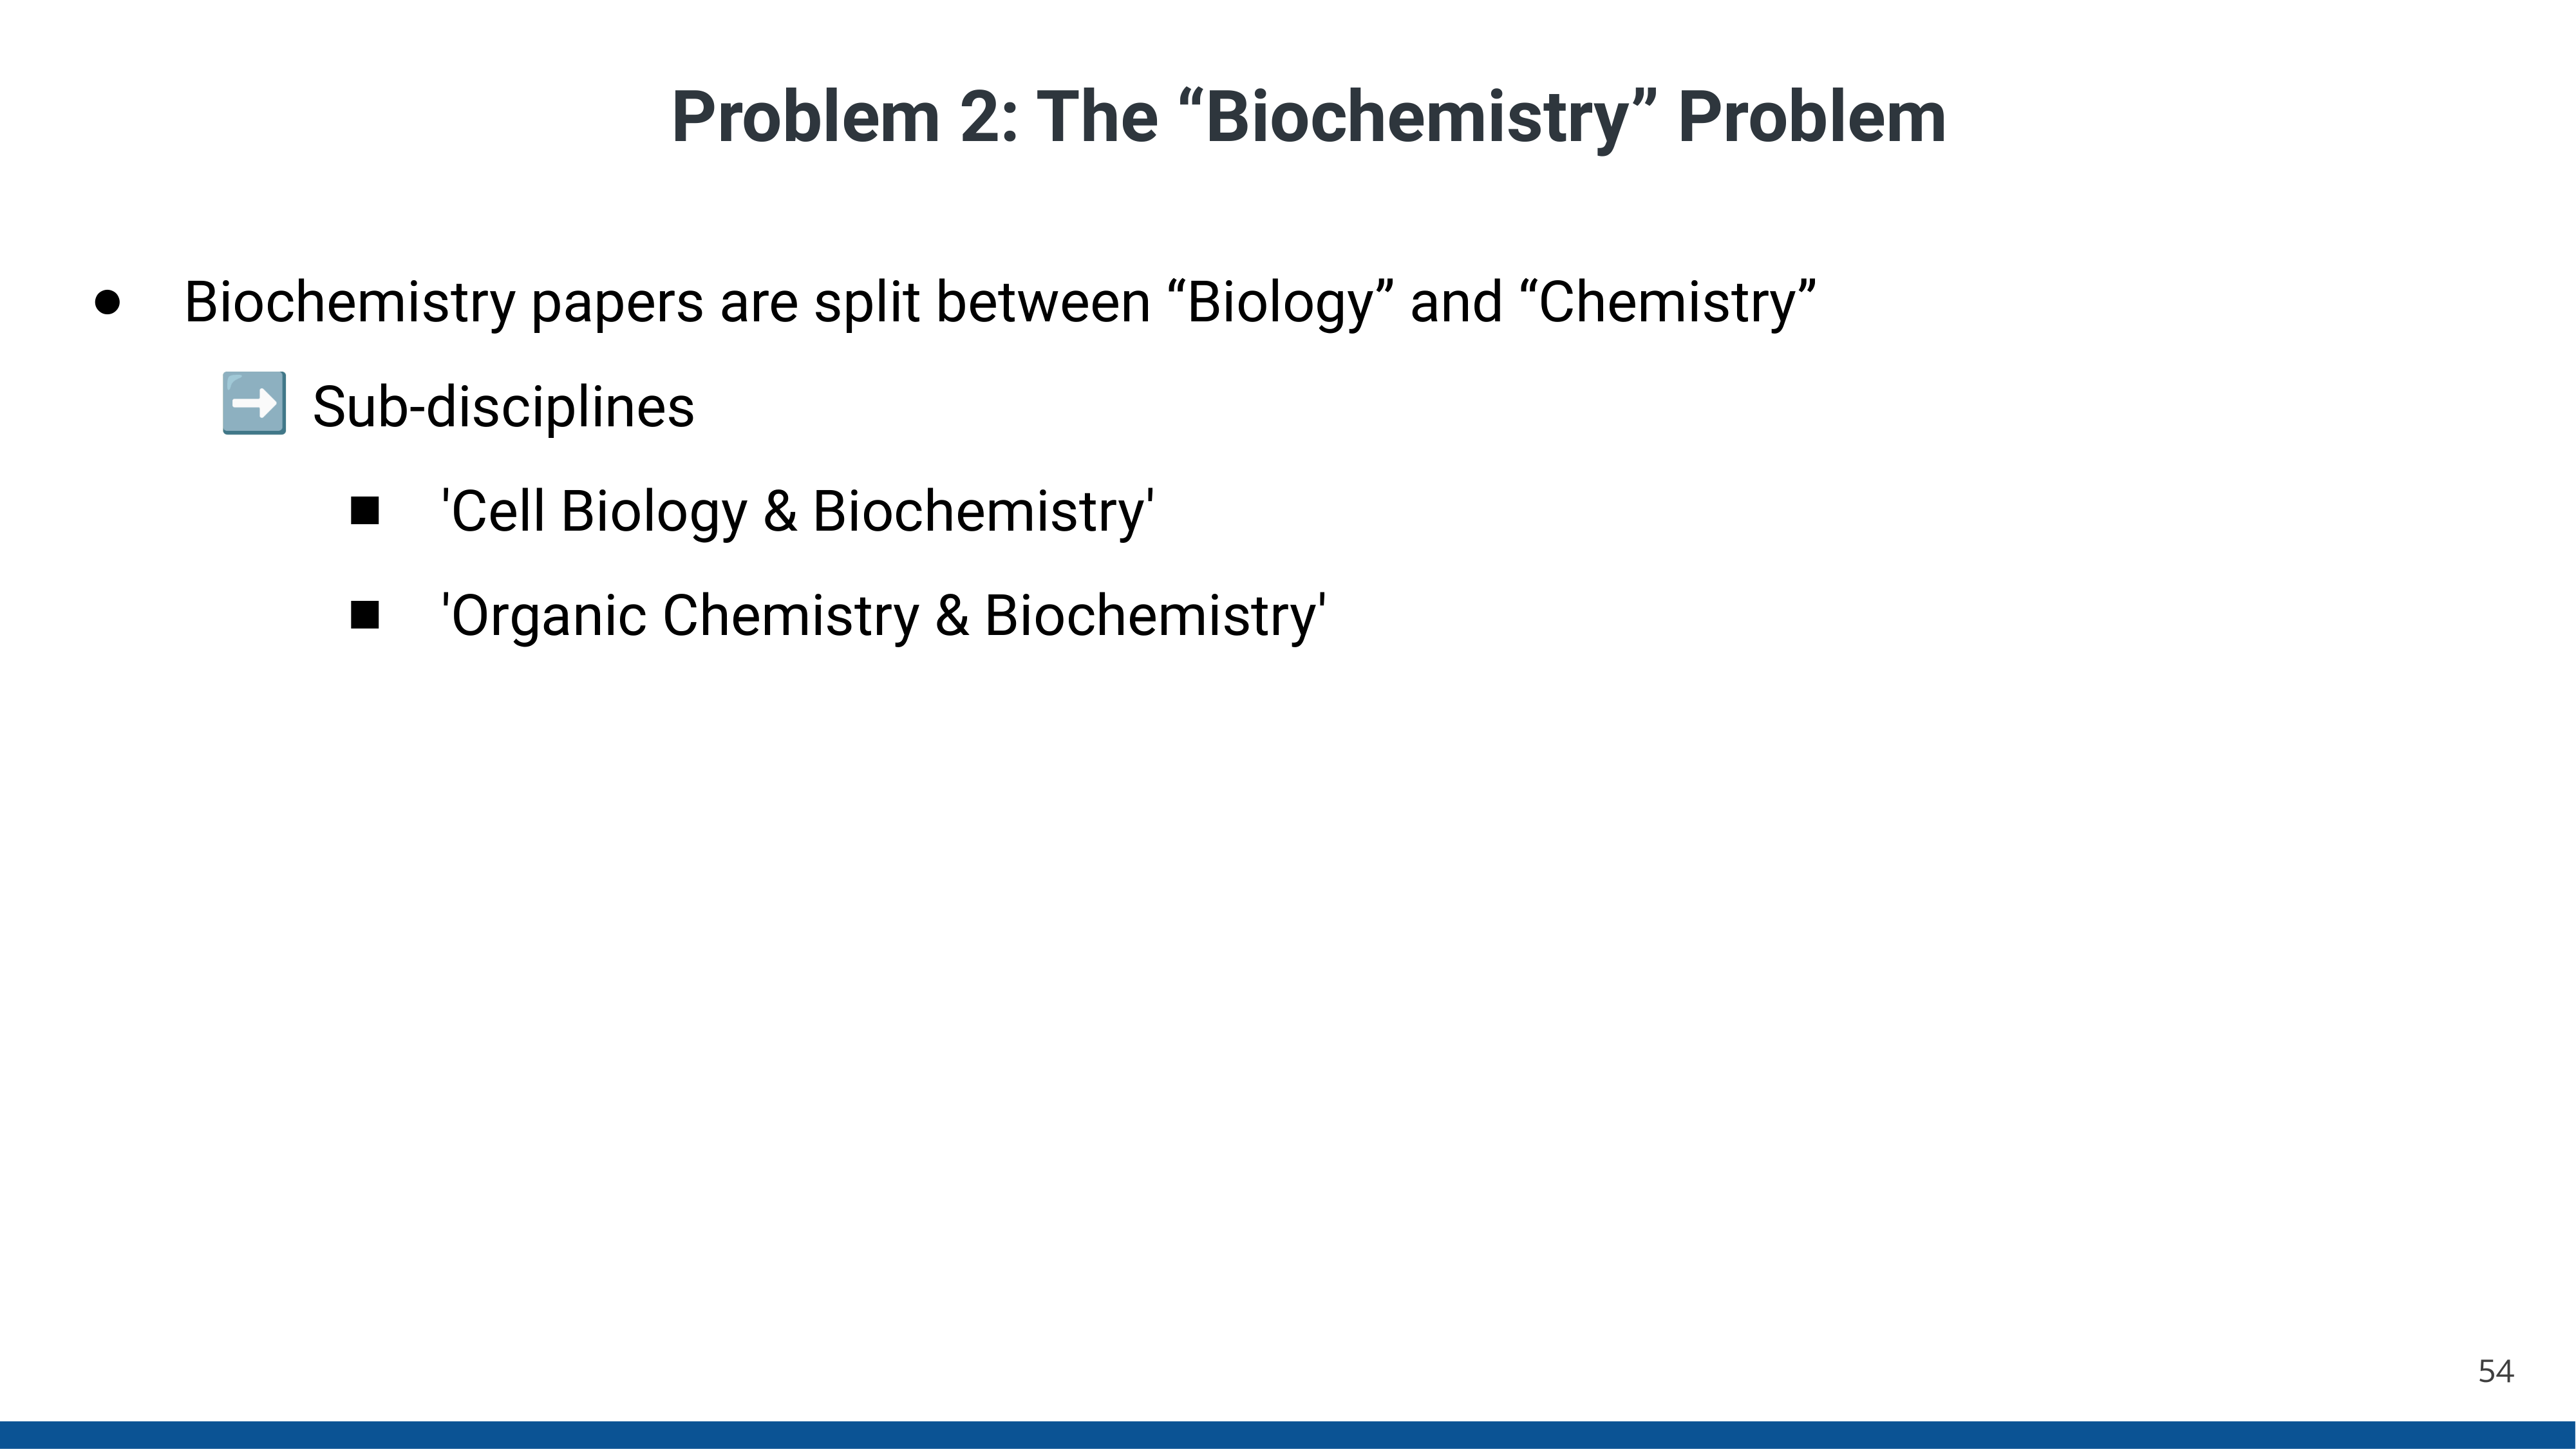 Problem 2: The “Biochemistry” Problem
● Biochemistry papers are split between “Biology” and “Chemistry”
➡️ Sub-disciplines
■ 'Cell Biology & Biochemistry'
■ 'Organic Chemistry & Biochemistry'
54